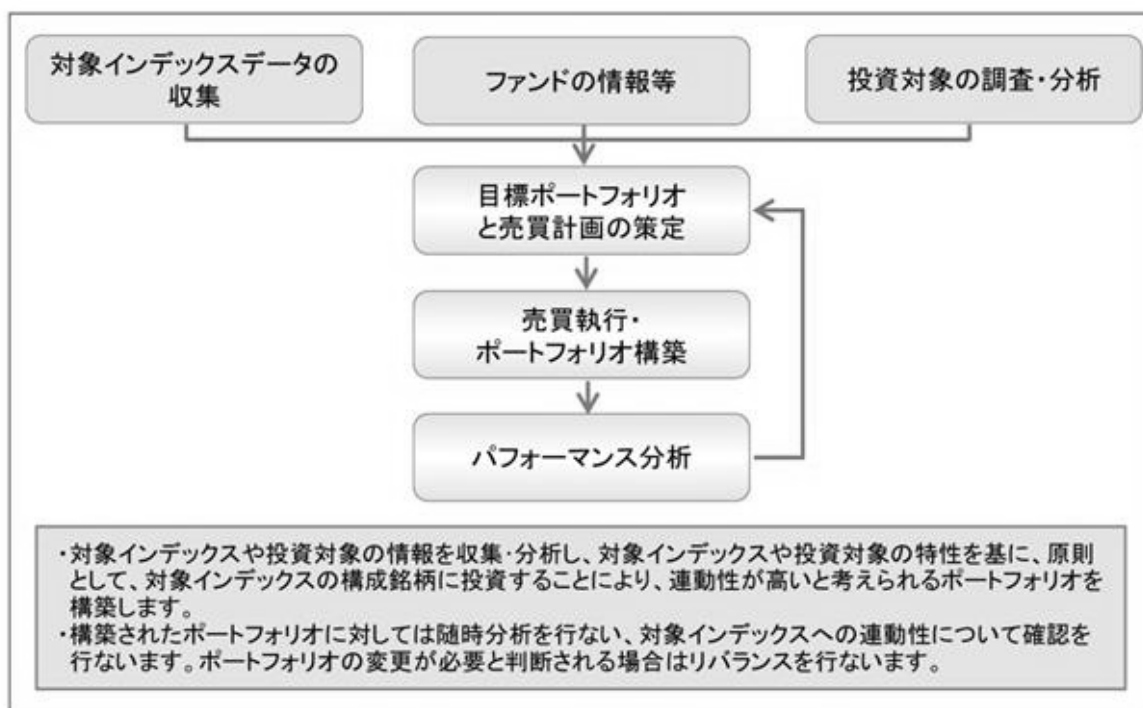 対象インデックスデータの
収集
ファンドの情報等
投資対象の調査・分析
目標ポートフォリオ
と売買計画の策定
売買執行・
ポートフォリオ構築
パフォーマンス分析
・対象インデックスや投資対象の情報を収集・分析し、対象インデックスや投資対象の特性を基に、原則
として、対象インデックスの構成銘柄に投資することにより、連動性が高いと考えられるポートフォリオを
構築します。
・構築されたポートフォリオに対しては随時分析を行ない、対象インデックスへの連動性について確認を
行ないます。ポートフォリオの変更が必要と判断される場合はリバランスを行ないます。